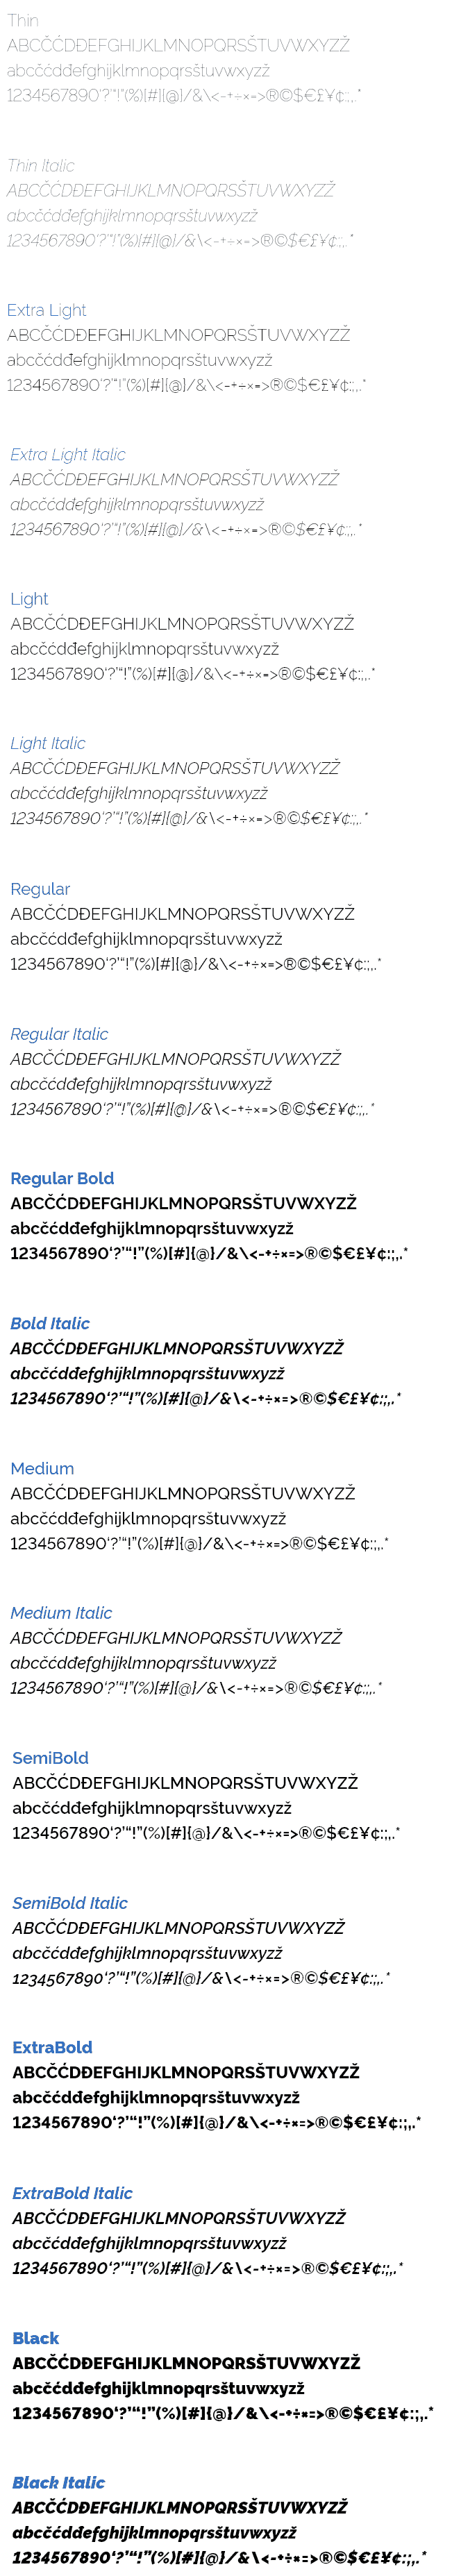 Thin
ABCČĆDĐEFGHIJKLMNOPQRSŠTUVWXYZŽ
abcčćdđefghijklmnopqrsštuvwxyzž
1234567890‘?’“!”(%)[#]{@}/&\<-+÷×=>®©$€£¥¢:;,.*
Thin Italic
ABCČĆDĐEFGHIJKLMNOPQRSŠTUVWXYZŽ
abcčćdđefghijklmnopqrsštuvwxyzž
1234567890‘?’“!”(%)[#]{@}/&\<-+÷×=>®©$€£¥¢:;,.*
Extra Light
ABCČĆDĐEFGHIJKLMNOPQRSŠTUVWXYZŽ
abcčćdđefghijklmnopqrsštuvwxyzž
1234567890‘?’“!”(%)[#]{@}/&\<-+÷×=>®©$€£¥¢:;,.*
Extra Light Italic
ABCČĆDĐEFGHIJKLMNOPQRSŠTUVWXYZŽ
abcčćdđefghijklmnopqrsštuvwxyzž
1234567890‘?’“!”(%)[#]{@}/&\<-+÷×=>®©$€£¥¢:;,.*
Light
ABCČĆDĐEFGHIJKLMNOPQRSŠTUVWXYZŽ
abcčćdđefghijklmnopqrsštuvwxyzž
1234567890‘?’“!”(%)[#]{@}/&\<-+÷×=>®©$€£¥¢:;,.*
Light Italic
ABCČĆDĐEFGHIJKLMNOPQRSŠTUVWXYZŽ
abcčćdđefghijklmnopqrsštuvwxyzž
1234567890‘?’“!”(%)[#]{@}/&\<-+÷×=>®©$€£¥¢:;,.*
Regular
ABCČĆDĐEFGHIJKLMNOPQRSŠTUVWXYZŽ
abcčćdđefghijklmnopqrsštuvwxyzž
1234567890‘?’“!”(%)[#]{@}/&\<-+÷×=>®©$€£¥¢:;,.*
Regular Italic
ABCČĆDĐEFGHIJKLMNOPQRSŠTUVWXYZŽ
abcčćdđefghijklmnopqrsštuvwxyzž
1234567890‘?’“!”(%)[#]{@}/&\<-+÷×=>®©$€£¥¢:;,.*
Regular Bold
ABCČĆDĐEFGHIJKLMNOPQRSŠTUVWXYZŽ
abcčćdđefghijklmnopqrsštuvwxyzž
1234567890‘?’“!”(%)[#]{@}/&\<-+÷×=>®©$€£¥¢:;,.*
Bold Italic
ABCČĆDĐEFGHIJKLMNOPQRSŠTUVWXYZŽ
abcčćdđefghijklmnopqrsštuvwxyzž
1234567890‘?’“!”(%)[#]{@}/&\<-+÷×=>®©$€£¥¢:;,.*
Medium
ABCČĆDĐEFGHIJKLMNOPQRSŠTUVWXYZŽ
abcčćdđefghijklmnopqrsštuvwxyzž
1234567890‘?’“!”(%)[#]{@}/&\<-+÷×=>®©$€£¥¢:;,.*
Medium Italic
ABCČĆDĐEFGHIJKLMNOPQRSŠTUVWXYZŽ
abcčćdđefghijklmnopqrsštuvwxyzž
1234567890‘?’“!”(%)[#]{@}/&\<-+÷×=>®©$€£¥¢:;,.*
SemiBold
ABCČĆDĐEFGHIJKLMNOPQRSŠTUVWXYZŽ
abcčćdđefghijklmnopqrsštuvwxyzž
1234567890‘?’“!”(%)[#]{@}/&\<-+÷×=>®©$€£¥¢:;,.*
SemiBold Italic
ABCČĆDĐEFGHIJKLMNOPQRSŠTUVWXYZŽ
abcčćdđefghijklmnopqrsštuvwxyzž
1234567890‘?’“!”(%)[#]{@}/&\<-+÷×=>®©$€£¥¢:;,.*
ExtraBold
ABCČĆDĐEFGHIJKLMNOPQRSŠTUVWXYZŽ
abcčćdđefghijklmnopqrsštuvwxyzž
1234567890‘?’“!”(%)[#]{@}/&\<-+÷×=>®©$€£¥¢:;,.*
ExtraBold Italic
ABCČĆDĐEFGHIJKLMNOPQRSŠTUVWXYZŽ
abcčćdđefghijklmnopqrsštuvwxyzž
1234567890‘?’“!”(%)[#]{@}/&\<-+÷×=>®©$€£¥¢:;,.*
Black
ABCČĆDĐEFGHIJKLMNOPQRSŠTUVWXYZŽ
abcčćdđefghijklmnopqrsštuvwxyzž
1234567890‘?’“!”(%)[#]{@}/&\<-+÷×=>®©$€£¥¢:;,.*
Black Italic
ABCČĆDĐEFGHIJKLMNOPQRSŠTUVWXYZŽ
abcčćdđefghijklmnopqrsštuvwxyzž
1234567890‘?’“!”(%)[#]{@}/&\<-+÷×=>®©$€£¥¢:;,.*